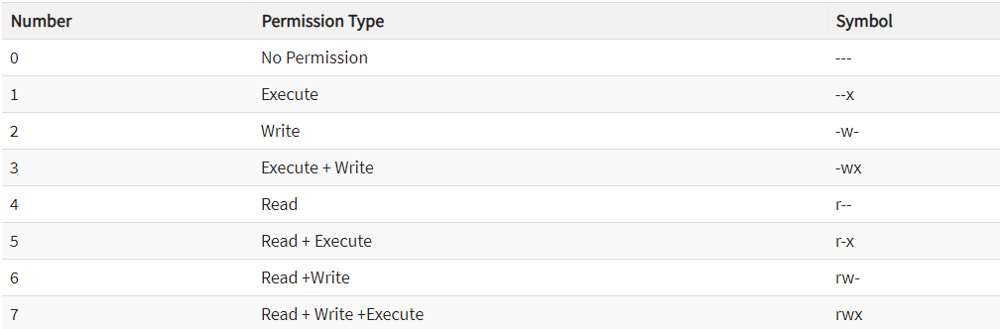 Number Permission Type Symbol
0 No Permission ---
1 Execute --x
2 Write -w-
3 Execute + Write -wx
4 Read r--
5 Read + Execute r-x
6 Read +Write rw-
7 Read + Write +Execute rwx